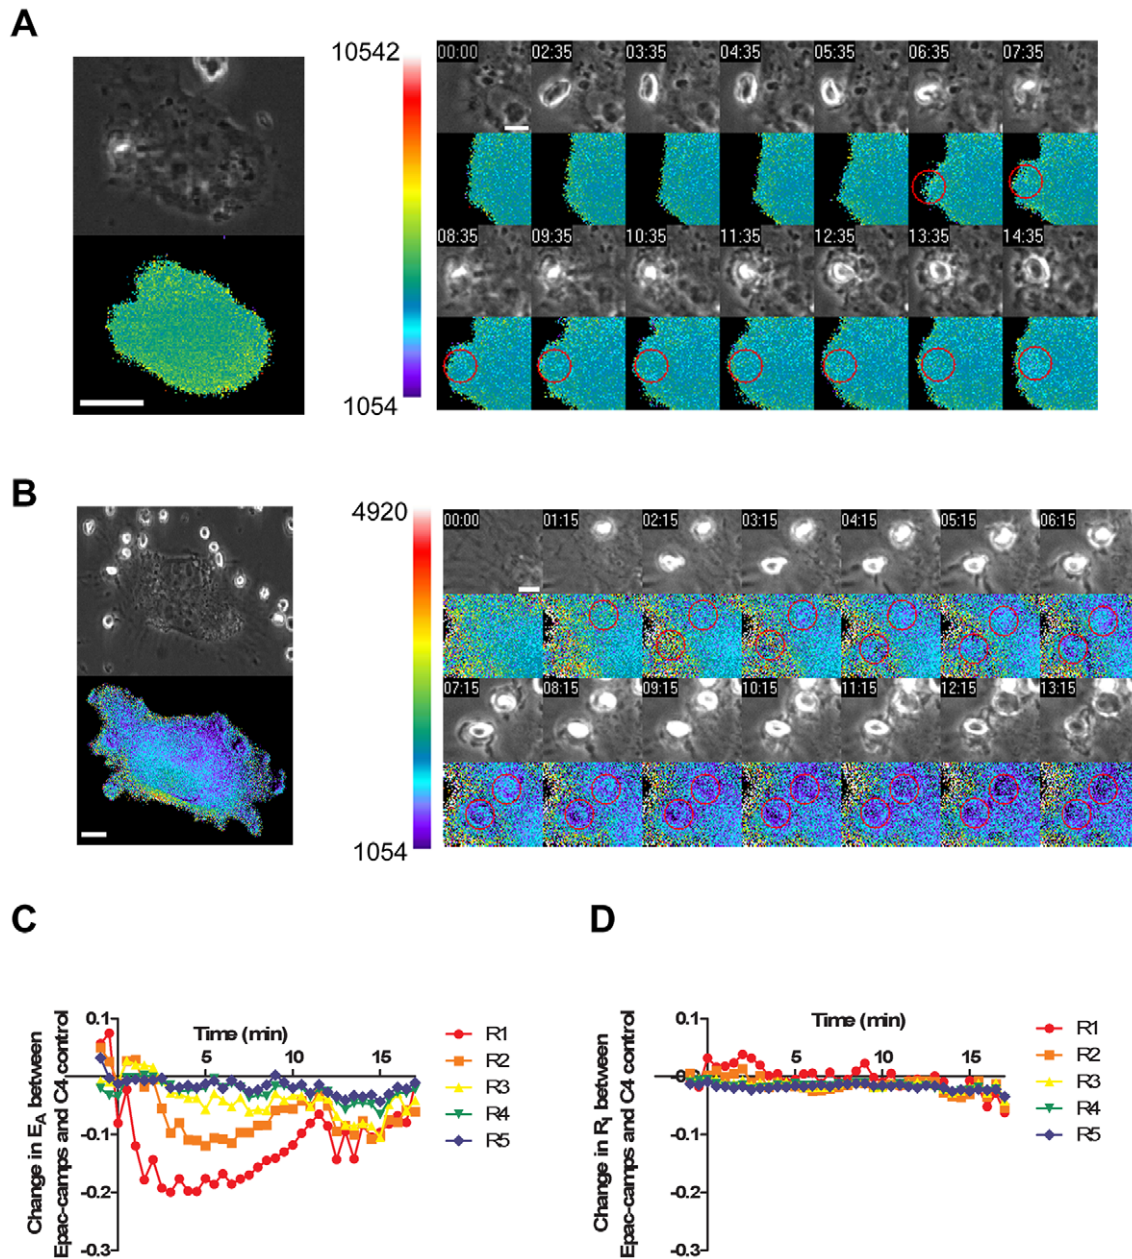 A
10542
1054
00:00 02:35 03:35 04:35 05:35 06:35 07:35
08:35 09:35 10:35 11:35 12:35 13:35 14:35
B
4920
1054
00:00 01:15 02:15 03:15 04:15 05:15 06:15
07:15 08:15 09:15 10:15 11:15 12:15 13:15
C
Change in EA between
Epac-camps and C4 control
Time (min)
0.1
0
-0.1
-0.2
-0.3
5 10 15
R1
R2
R3
R4
R5
D
Change in RI between
Epac-camps and C4 control
Time (min)
0.1
0
-0.1
-0.2
-0.3
5 10 15
R1
R2
R3
R4
R5